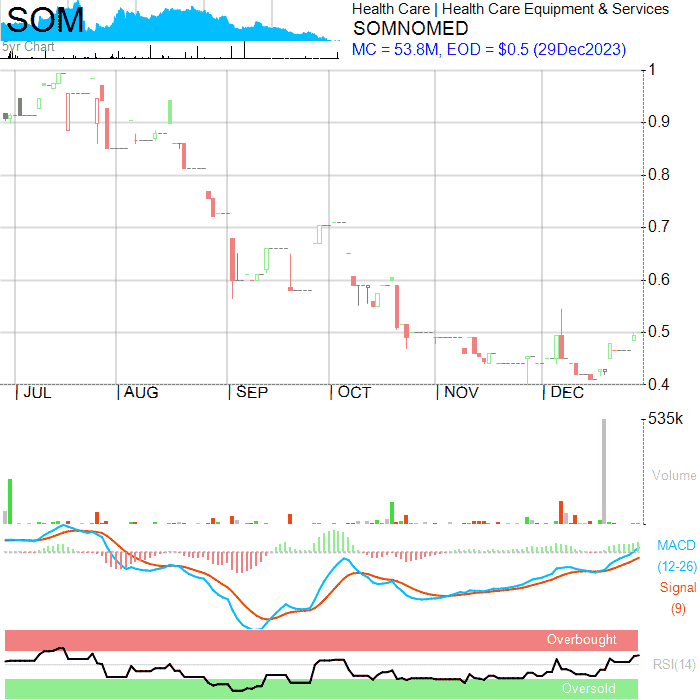 SOM
5yr Chart
Health Care | Health Care Equipment & Services
SOMNOMED
MC = 53.8M, EOD = $0.5 (29Dec2023)
1
0.9
0.8
0.7
0.6
0.5
0.4
JUL AUG SEP OCT NOV DEC
535k
Volume
MACD
(12-26)
Signal
(9)
Overbought
RSI(14)
Oversold